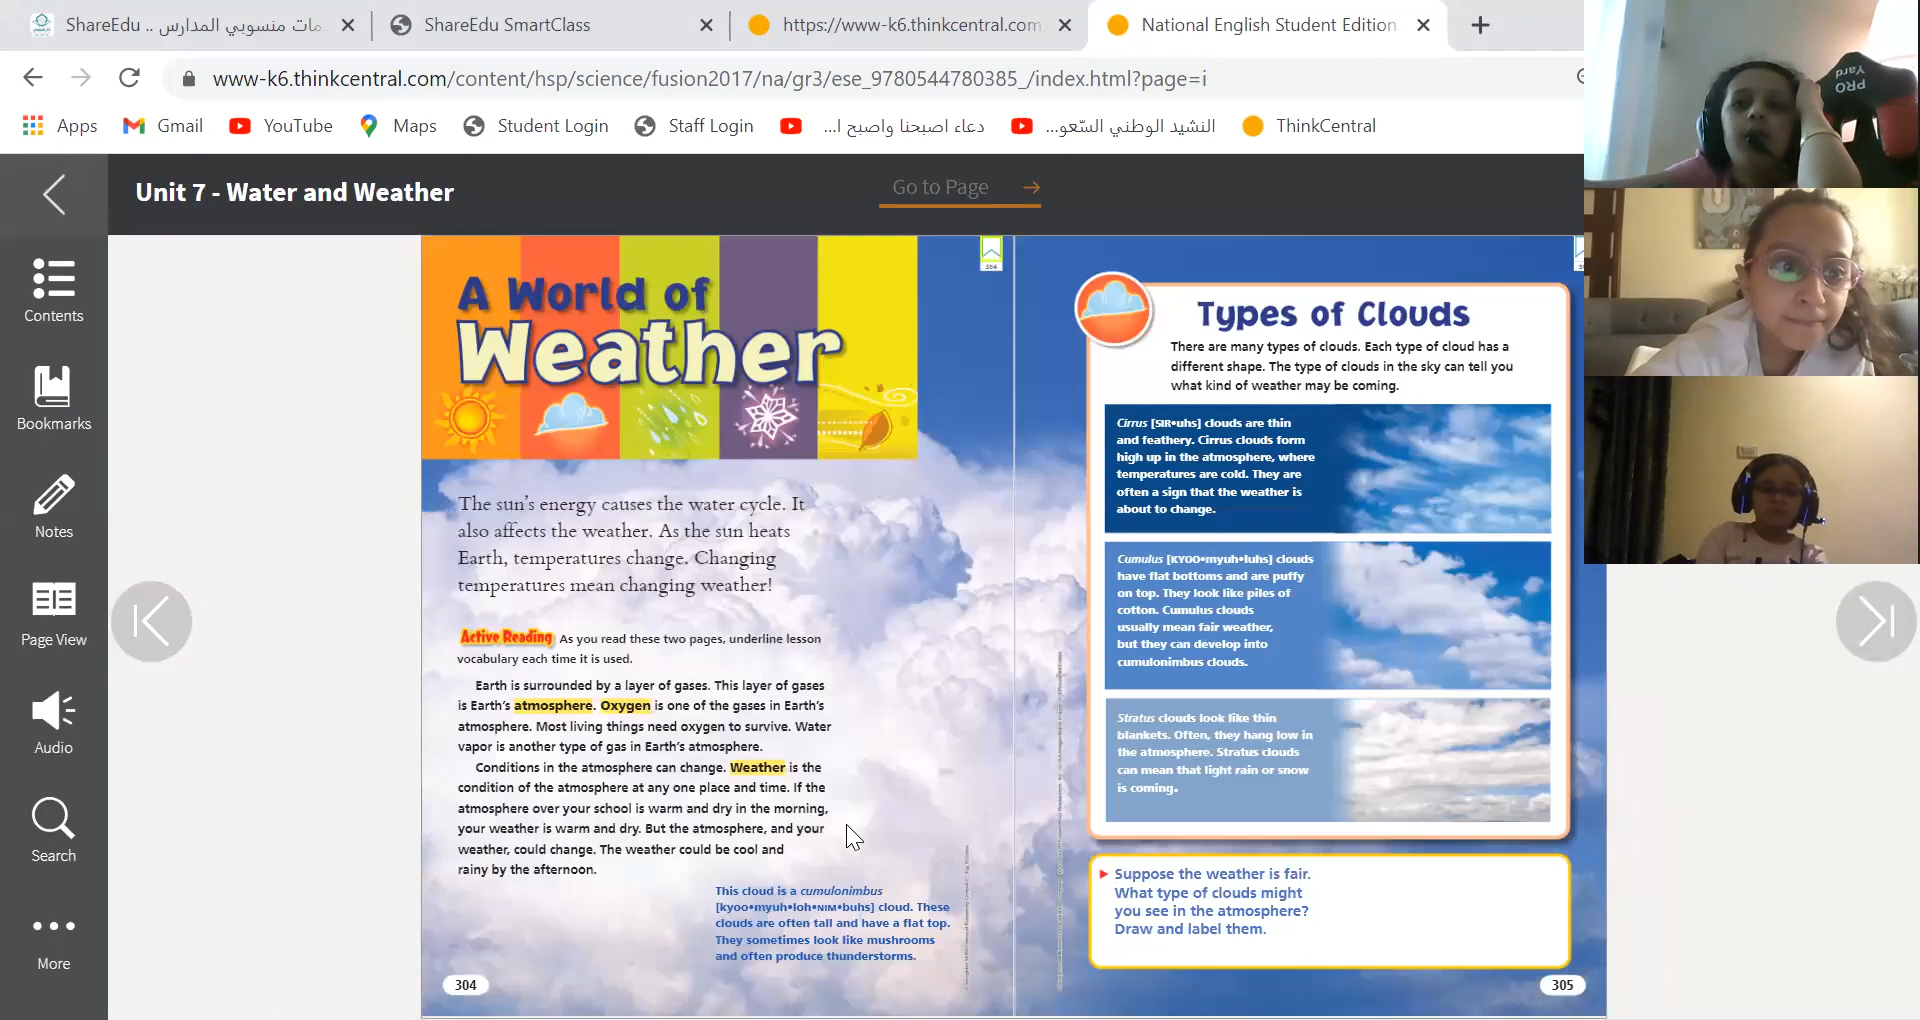 ShareEdu .. مات منسوبي المدارس
ShareEdu SmartClass
https://www-k6.thinkcentral.com
National English Student Edition
www-k6.thinkcentral.com/content/hsp/science/fusion2017/na/gr3/ese_9780544780385_/index.html?page=i
Apps
Gmail
YouTube
Maps
Student Login
Staff Login
دعاء اصبحنا واصبح ا...
النشيد الوطني السّعو...
ThinkCentral
Unit 7 - Water and Weather
Go to Page
Contents
Bookmarks
Notes
Page View
Audio
Search
More
A World of
Weather
The sun's energy causes the water cycle. It
also affects the weather. As the sun heats
Earth, temperatures change. Changing
temperatures mean changing weather!
Active Reading As you read these two pages, underline lesson
vocabulary each time it is used.
Earth is surrounded by a layer of gases. This layer of gases
is Earth's atmosphere. Oxygen is one of the gases in Earth's
atmosphere. Most living things need oxygen to survive. Water
vapor is another type of gas in Earth's atmosphere.
Conditions in the atmosphere can change. Weather is the
condition of the atmosphere at any one place and time. If the
atmosphere over your school is warm and dry in the morning,
your weather is warm and dry. But the atmosphere, and your
weather, could change. The weather could be cool and
rainy by the afternoon.
This cloud is a cumulonimbus
[kyoo•myuh•loh•NIM•buhs] cloud. These
clouds are often tall and have a flat top.
They sometimes look like mushrooms
and often produce thunderstorms.
304
304
Types of Clouds
There are many types of clouds. Each type of cloud has a
different shape. The type of clouds in the sky can tell you
what kind of weather may be coming.
Cirrus [SIR•uhs] clouds are thin
and feathery. Cirrus clouds form
high up in the atmosphere, where
temperatures are cold. They are
often a sign that the weather is
about to change.
Cumulus [KYOO•myuh•luhs] clouds
have flat bottoms and are puffy
on top. They look like piles of
cotton. Cumulus clouds
usually mean fair weather,
but they can develop into
cumulonimbus clouds.
Stratus clouds look like thin
blankets. Often, they hang low in
the atmosphere. Stratus clouds
can mean that light rain or snow
is coming.
Suppose the weather is fair.
What type of clouds might
you see in the atmosphere?
Draw and label them.
305
Yard
PRO